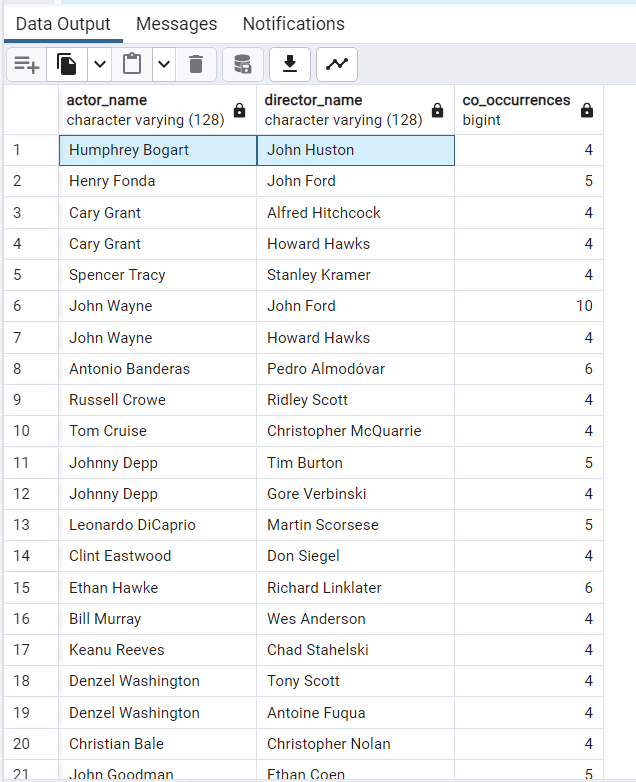 Data Output Messages Notifications
actor_name director_name co_occurrences
character varying (128) character varying (128) bigint
1 Humphrey Bogart John Huston 4
2 Henry Fonda John Ford 5
3 Cary Grant Alfred Hitchcock 4
4 Cary Grant Howard Hawks 4
5 Spencer Tracy Stanley Kramer 4
6 John Wayne John Ford 10
7 John Wayne Howard Hawks 4
8 Antonio Banderas Pedro Almodóvar 6
9 Russell Crowe Ridley Scott 4
10 Tom Cruise Christopher McQuarrie 4
11 Johnny Depp Tim Burton 5
12 Johnny Depp Gore Verbinski 4
13 Leonardo DiCaprio Martin Scorsese 5
14 Clint Eastwood Don Siegel 4
15 Ethan Hawke Richard Linklater 6
16 Bill Murray Wes Anderson 4
17 Keanu Reeves Chad Stahelski 4
18 Denzel Washington Tony Scott 4
19 Denzel Washington Antoine Fuqua 4
20 Christian Bale Christopher Nolan 4
21 John Goodman Ethan Coen 5